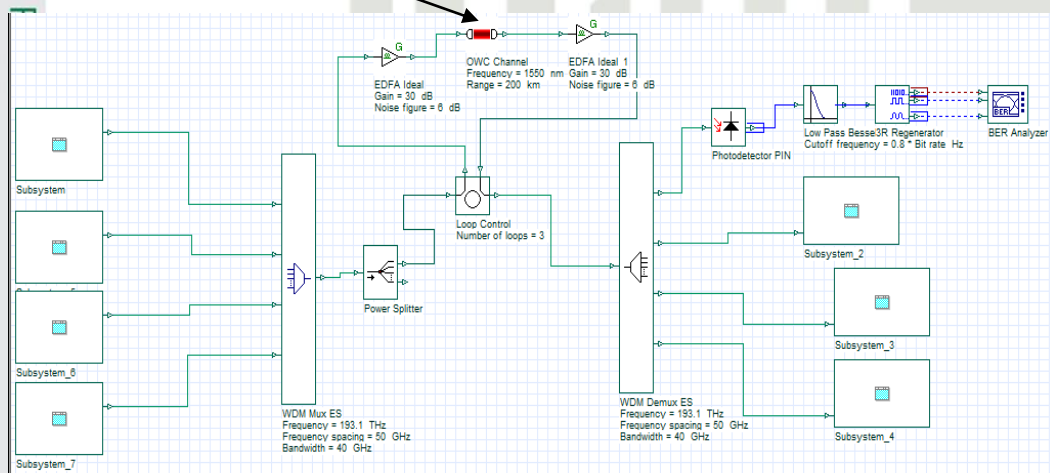 G
G
EDFA Ideal
Gain = 30 dB
Noise figure = 6 dB
OWC Channel
Frequency = 1550 nm
Range = 200 km
EDFA Ideal 1
Gain = 30 dB
Noise figure = 6 dB
Subsystem
Subsystem_6
Subsystem_7
WDM Mux ES
Frequency = 193.1 THz
Frequency spacing = 50 GHz
Bandwidth = 40 GHz
Power Splitter
Loop Control
Number of loops = 3
WDM Demux ES
Frequency = 193.1 THz
Frequency spacing = 50 GHz
Bandwidth = 40 GHz
Photodetector PIN
Low Pass Besse
3R Regenerator
Cutoff frequency = 0.8 * Bit rate Hz
BER
BER Analyzer
Subsystem_2
Subsystem_3
Subsystem_4